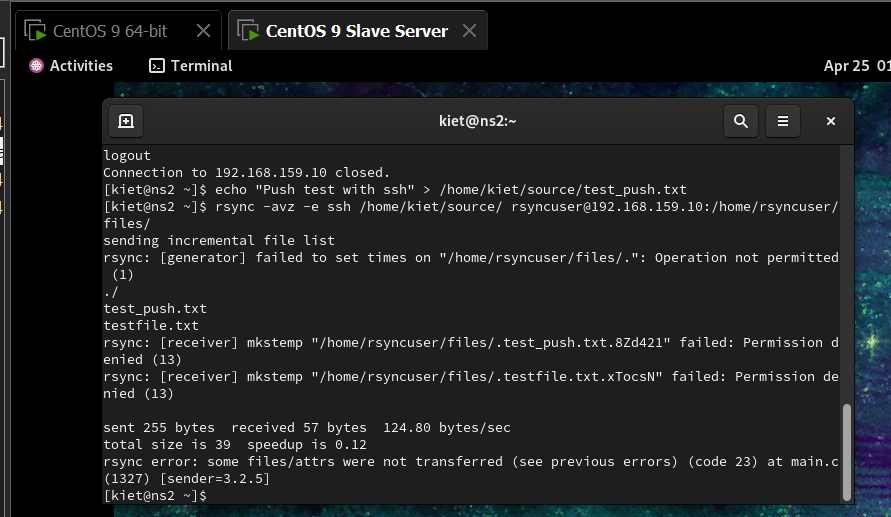 CentOS 9 64-bit
CentOS 9 Slave Server
Activities
Terminal
Apr 25 01
kiet@ns2:~
logout
Connection to 192.168.159.10 closed.
[kiet@ns2 ~]$ echo "Push test with ssh" > /home/kiet/source/test_push.txt
[kiet@ns2 ~]$ rsync -avz -e ssh /home/kiet/source/ rsyncuser@192.168.159.10:/home/rsyncuser/
files/
sending incremental file list
rsync: [generator] failed to set times on "/home/rsyncuser/files/.": Operation not permitted
(1)
./
test_push.txt
testfile.txt
rsync: [receiver] mkstemp "/home/rsyncuser/files/.test_push.txt.8Zd421" failed: Permission d
enied (13)
rsync: [receiver] mkstemp "/home/rsyncuser/files/.testfile.txt.xTocsN" failed: Permission de
nied (13)
sent 255 bytes  received 57 bytes  124.80 bytes/sec
total size is 39  speedup is 0.12
rsync error: some files/attrs were not transferred (see previous errors) (code 23) at main.c
(1327) [sender=3.2.5]
[kiet@ns2 ~]$